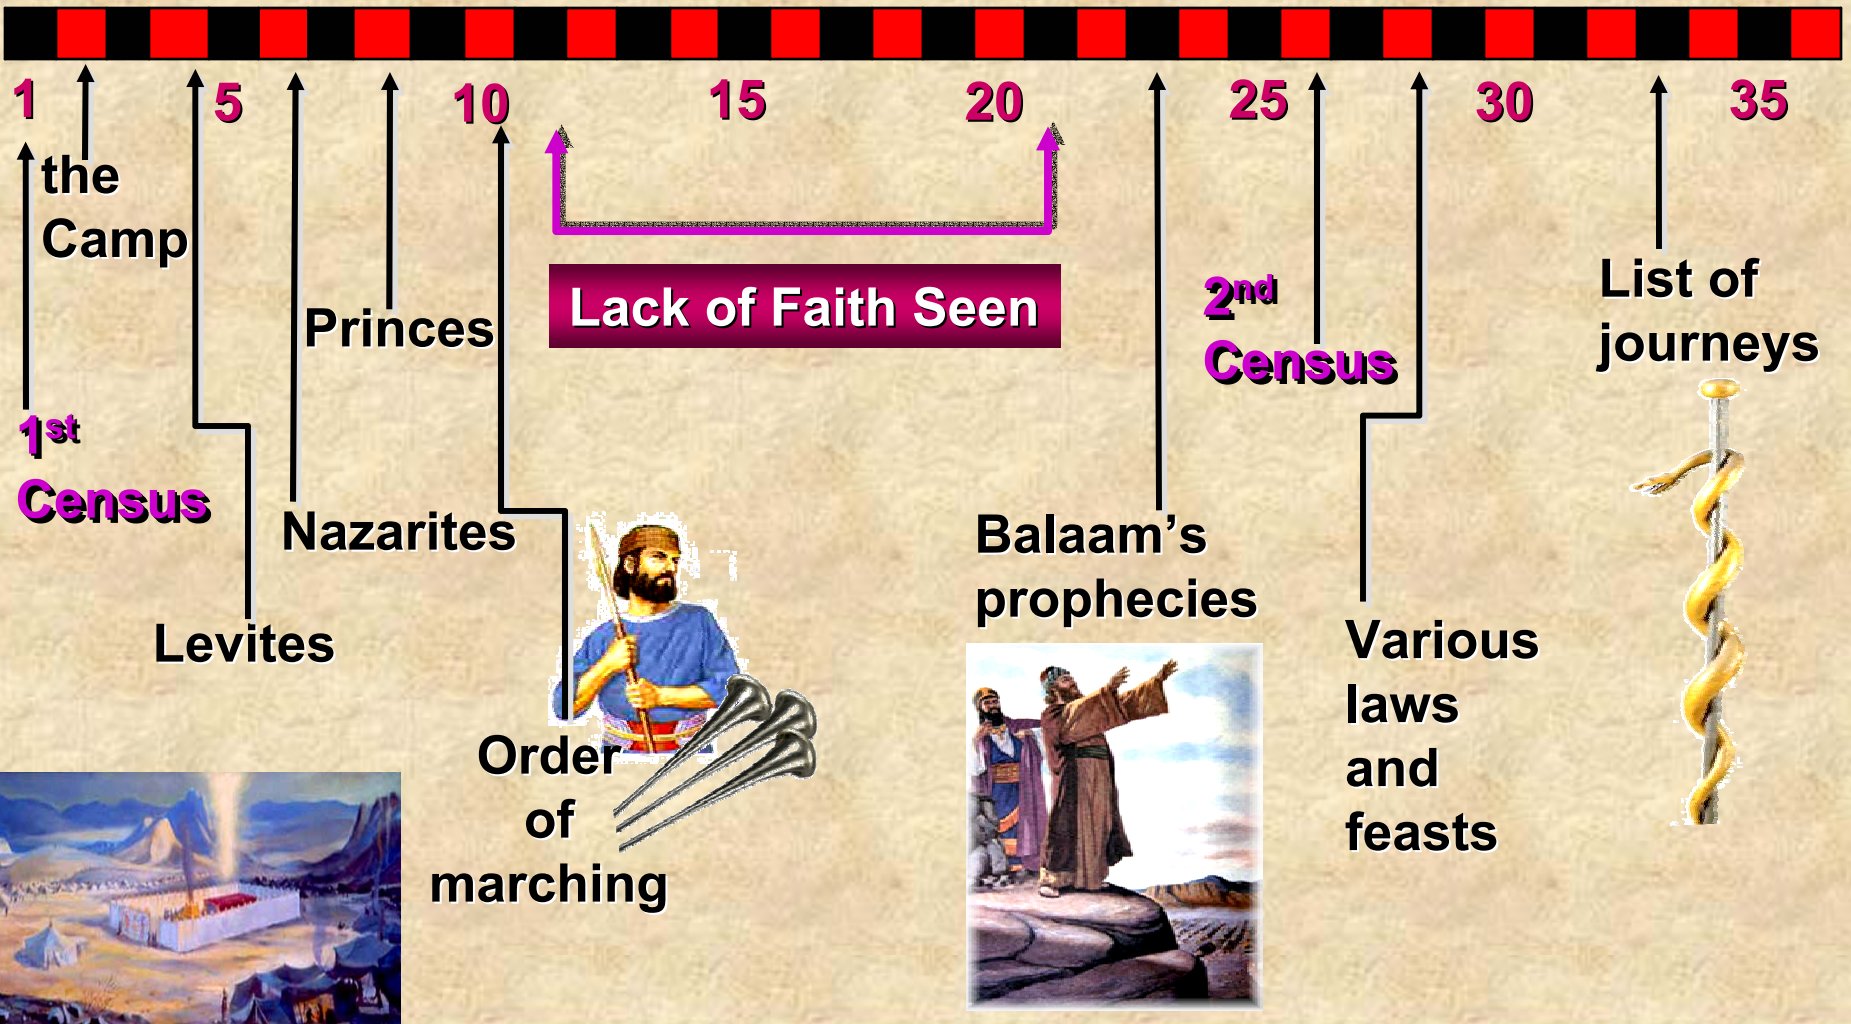 1 5 10 15 20 25 30 35
the
Camp
1st
Census
Levites
Nazarites
Princes
Order
of
marching
Lack of Faith Seen
Balaam’s
prophecies
2nd
Census
Various
laws
and
feasts
List of
journeys